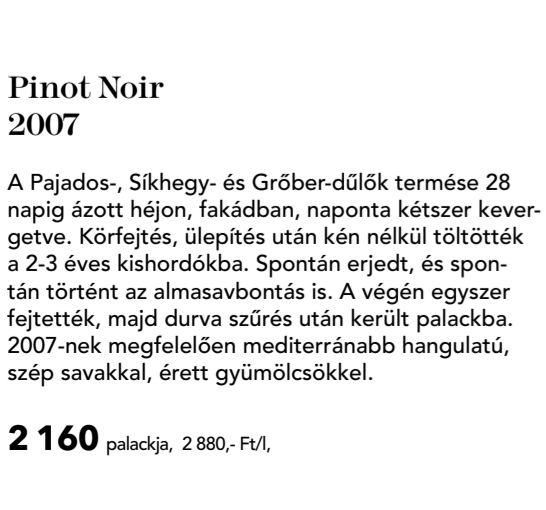 Pinot Noir
2007
A Pajados-, Síkhegy- és Grőber-dűlők termése 28
napig ázott héjon, fakádban, naponta kétszer kever-
getve. Körfejtés, ülepítés után kén nélkül töltötték
a 2-3 éves kishordókba. Spontán erjedt, és spon-
tán történt az almasavbontás is. A végén egyszer
fejtették, majd durva szűrés után került palackba.
2007-nek megfelelően mediterránabb hangulatú,
szép savakkal, érett gyümölcsökkel.
2 160 palackja, 2 880,- Ft/l,